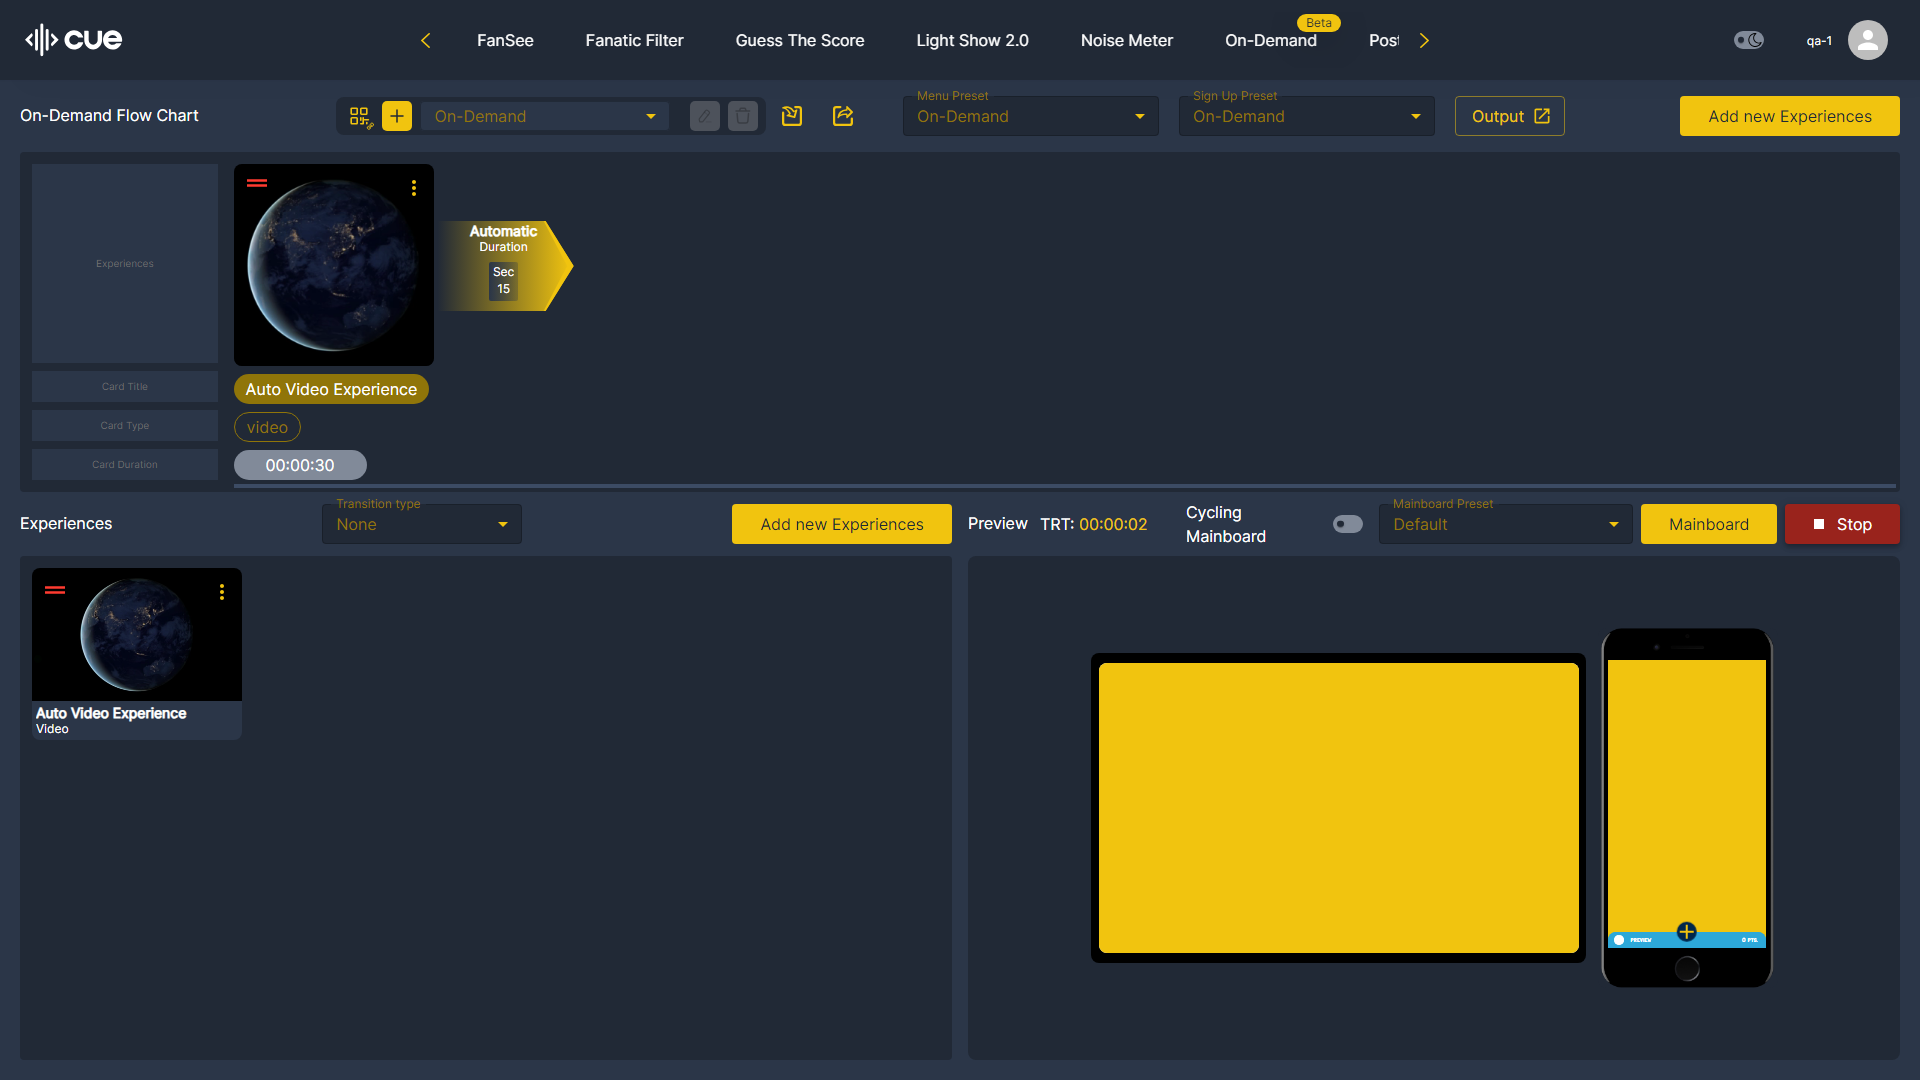 cue
FanSee
Fanatic Filter
Guess The Score
Light Show 2.0
Noise Meter
On-Demand
Beta
Post
qa-1
On-Demand Flow Chart
On-Demand
Menu Preset
On-Demand
Sign Up Preset
On-Demand
Output
Add new Experiences
Experiences
Card Title
Card Type
Card Duration
Automatic
Duration
Sec
15
Auto Video Experience
video
00:00:30
Experiences
Transition type
None
Add new Experiences
Preview
TRT: 00:00:02
Cycling
Mainboard
Mainboard Preset
Default
Mainboard
Stop
Auto Video Experience
Video
PREVIEW
0 PTS.